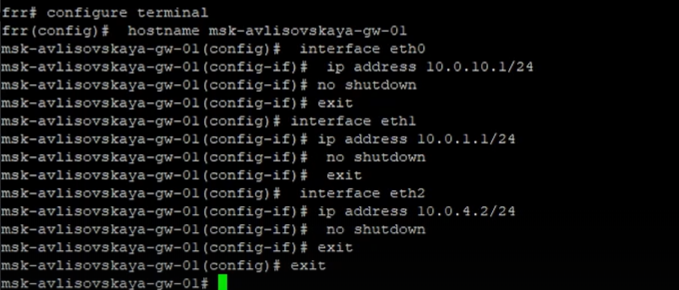 frr# configure terminal
frr(config)#  hostname msk-avlisovskaya-gw-01
msk-avlisovskaya-gw-01(config)#  interface eth0
msk-avlisovskaya-gw-01(config-if)#  ip address 10.0.10.1/24
msk-avlisovskaya-gw-01(config-if)# no shutdown
msk-avlisovskaya-gw-01(config-if)# exit
msk-avlisovskaya-gw-01(config)# interface eth1
msk-avlisovskaya-gw-01(config-if)# ip address 10.0.1.1/24
msk-avlisovskaya-gw-01(config-if)#  no shutdown
msk-avlisovskaya-gw-01(config-if)#  exit
msk-avlisovskaya-gw-01(config)#  interface eth2
msk-avlisovskaya-gw-01(config-if)# ip address 10.0.4.2/24
msk-avlisovskaya-gw-01(config-if)#  no shutdown
msk-avlisovskaya-gw-01(config-if)# exit
msk-avlisovskaya-gw-01(config)# exit
msk-avlisovskaya-gw-01#